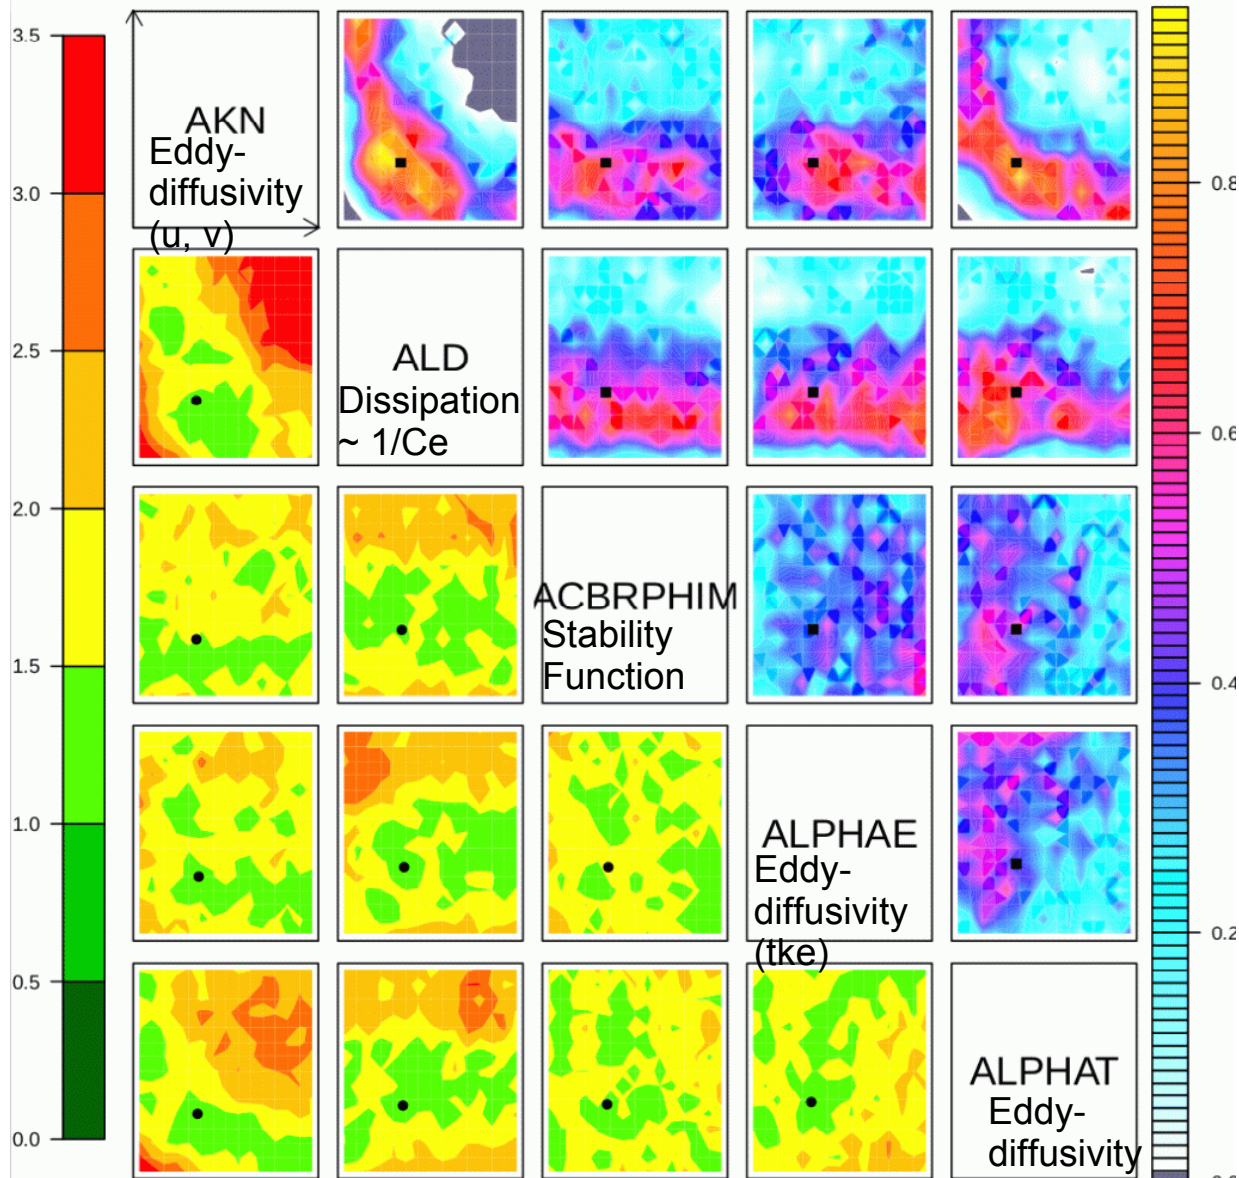 3.5
3.0
2.5
2.0
1.5
1.0
0.5
0.0
AKN
Eddy-
diffusivity
(u, v)
ALD
Dissipation
~ 1/Ce
ACBRPHIM
Stability
Function
ALPHAE
Eddy-
diffusivity
(tke)
ALPHAT
Eddy-
diffusivity
0.8
0.6
0.4
0.2